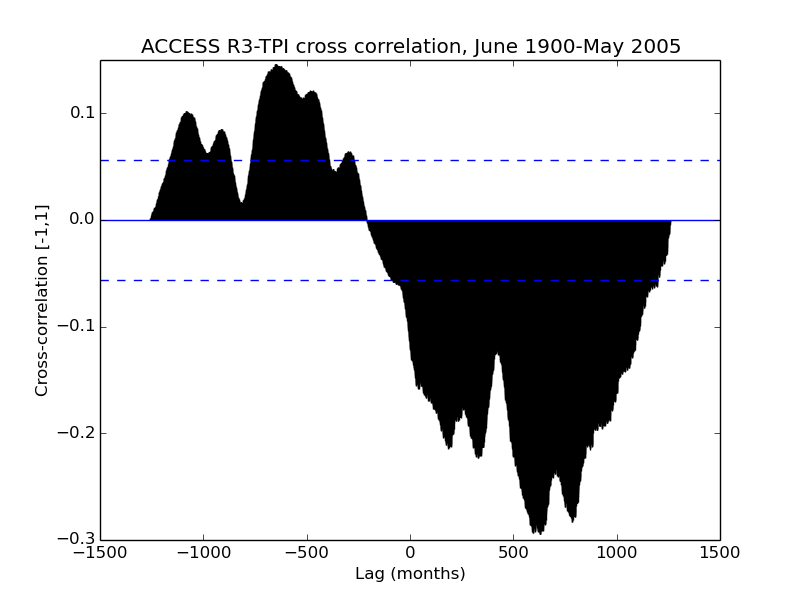 ACCESS R3-TPI cross correlation, June 1900-May 2005
0.1
0.0
−0.1
−0.2
−0.3
Cross-correlation [-1,1]
−1500 −1000 −500 0 500 1000 1500
Lag (months)